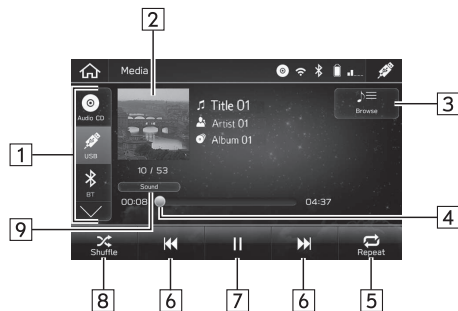 2
Media
1
Audio CD
USB
BT
Title 01
Artist 01
Album 01
Browse
3
10 / 53
Sound
00:08
04:37
4
9
Shuffle
Repeat
8
6
7
6
5